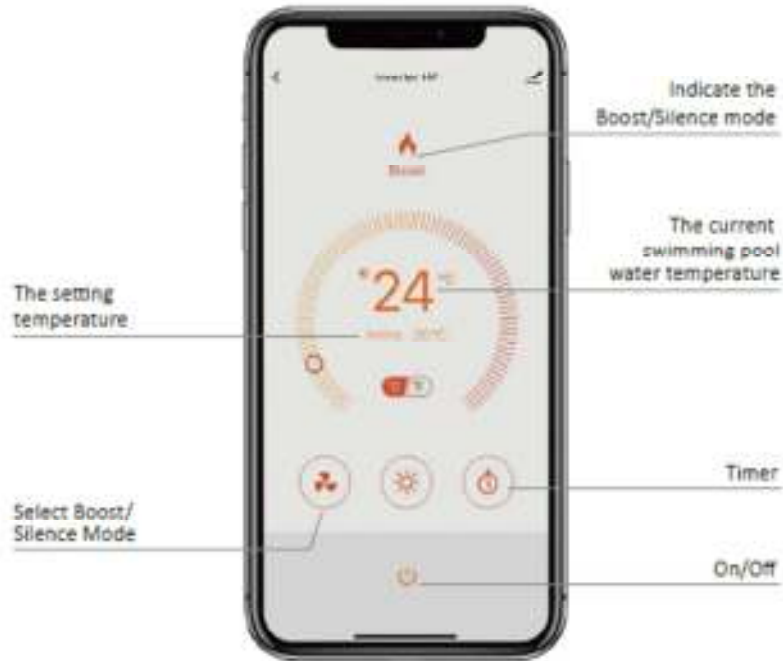 Indicate the
Boost/Silence mode
Boost
The current
swimming pool
water temperature
24
The setting
temperature
Timer
Select Boost/
Silence Mode
On/Off